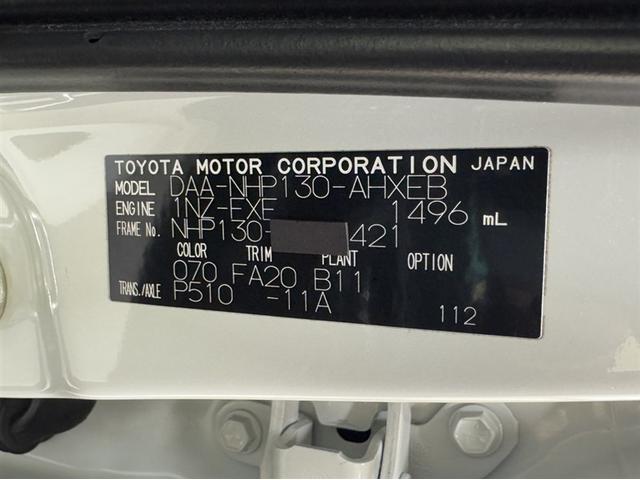 TOYOTA MOTOR CORPORATION JAPAN
MODEL DAA-NHP130-AHXEB
ENGINE 1NZ-EXE 1496 mL
FRAME No. NHP130- 421
COLOR TRIM PLANT OPTION
070 FA20 B11
TRANS./AXLE P510 -11A
112